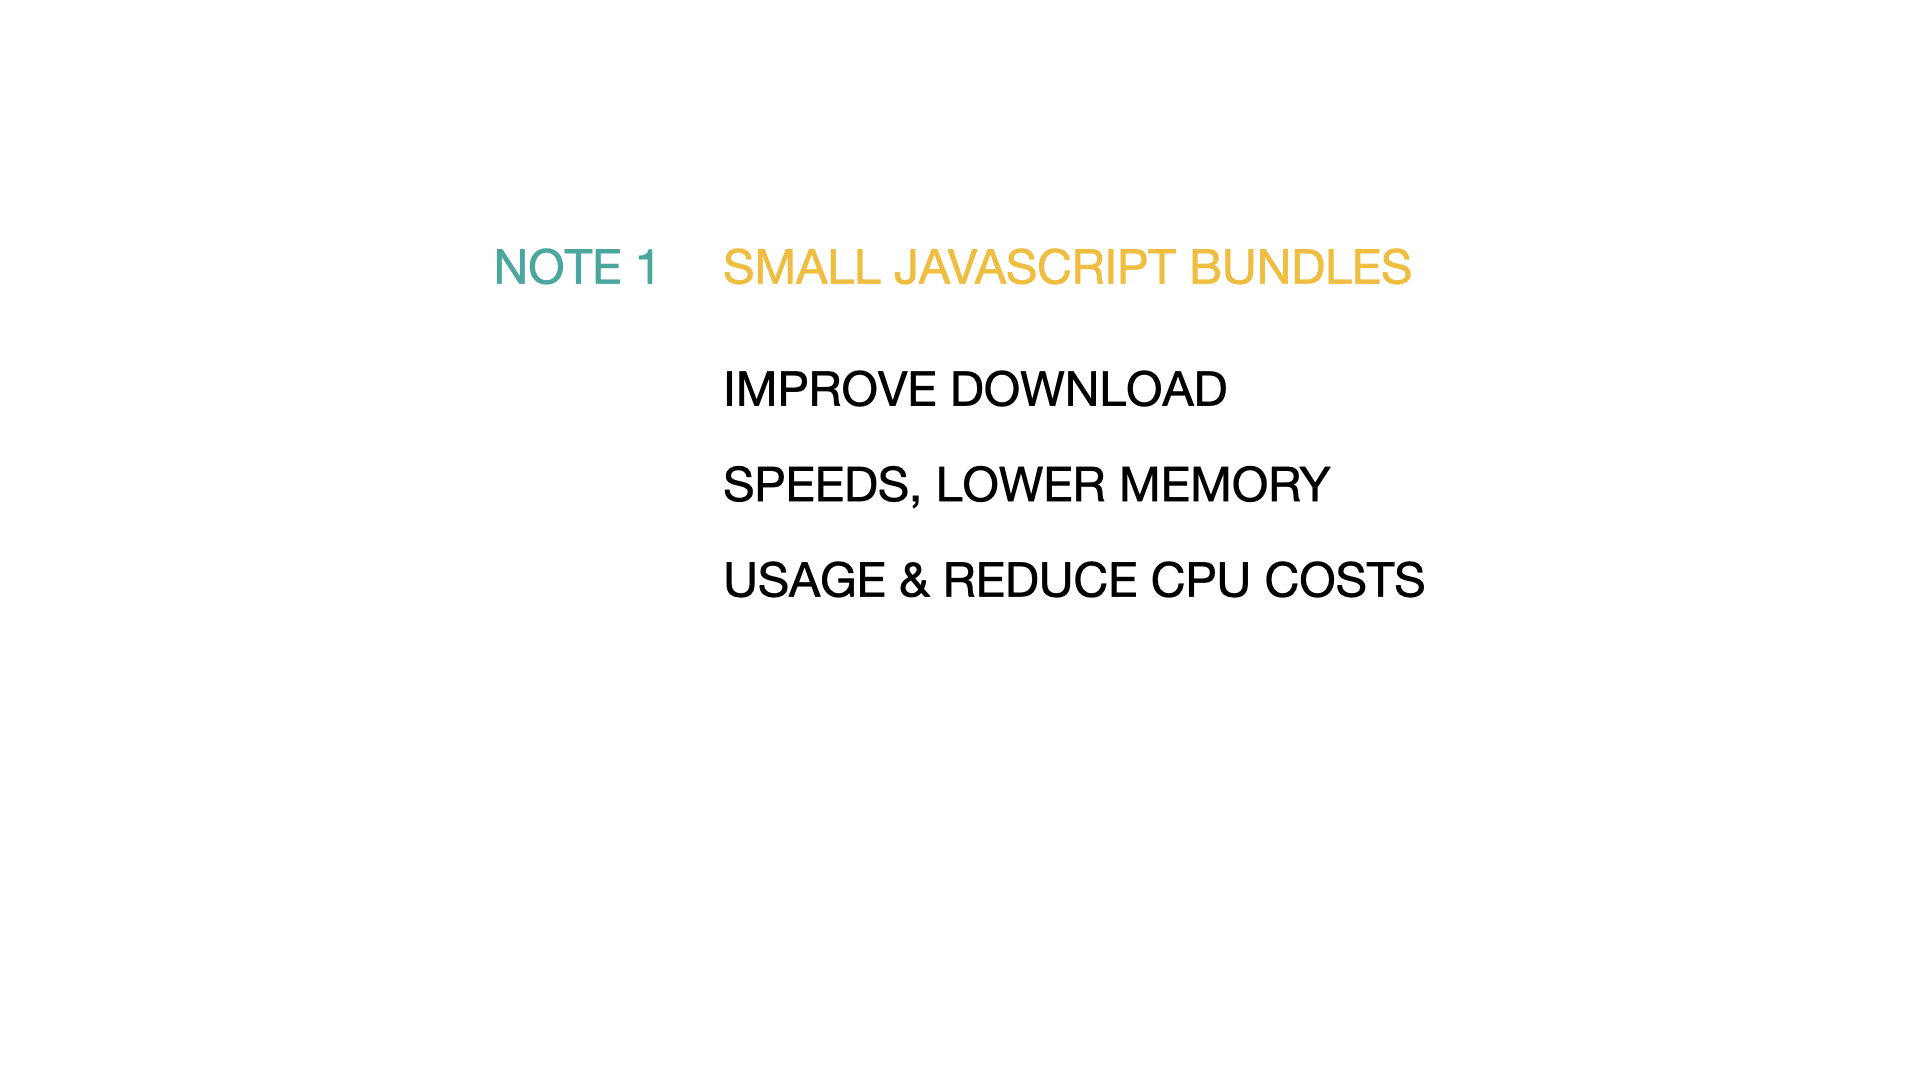 NOTE 1 SMALL JAVASCRIPT BUNDLES
IMPROVE DOWNLOAD
SPEEDS, LOWER MEMORY
USAGE & REDUCE CPU COSTS